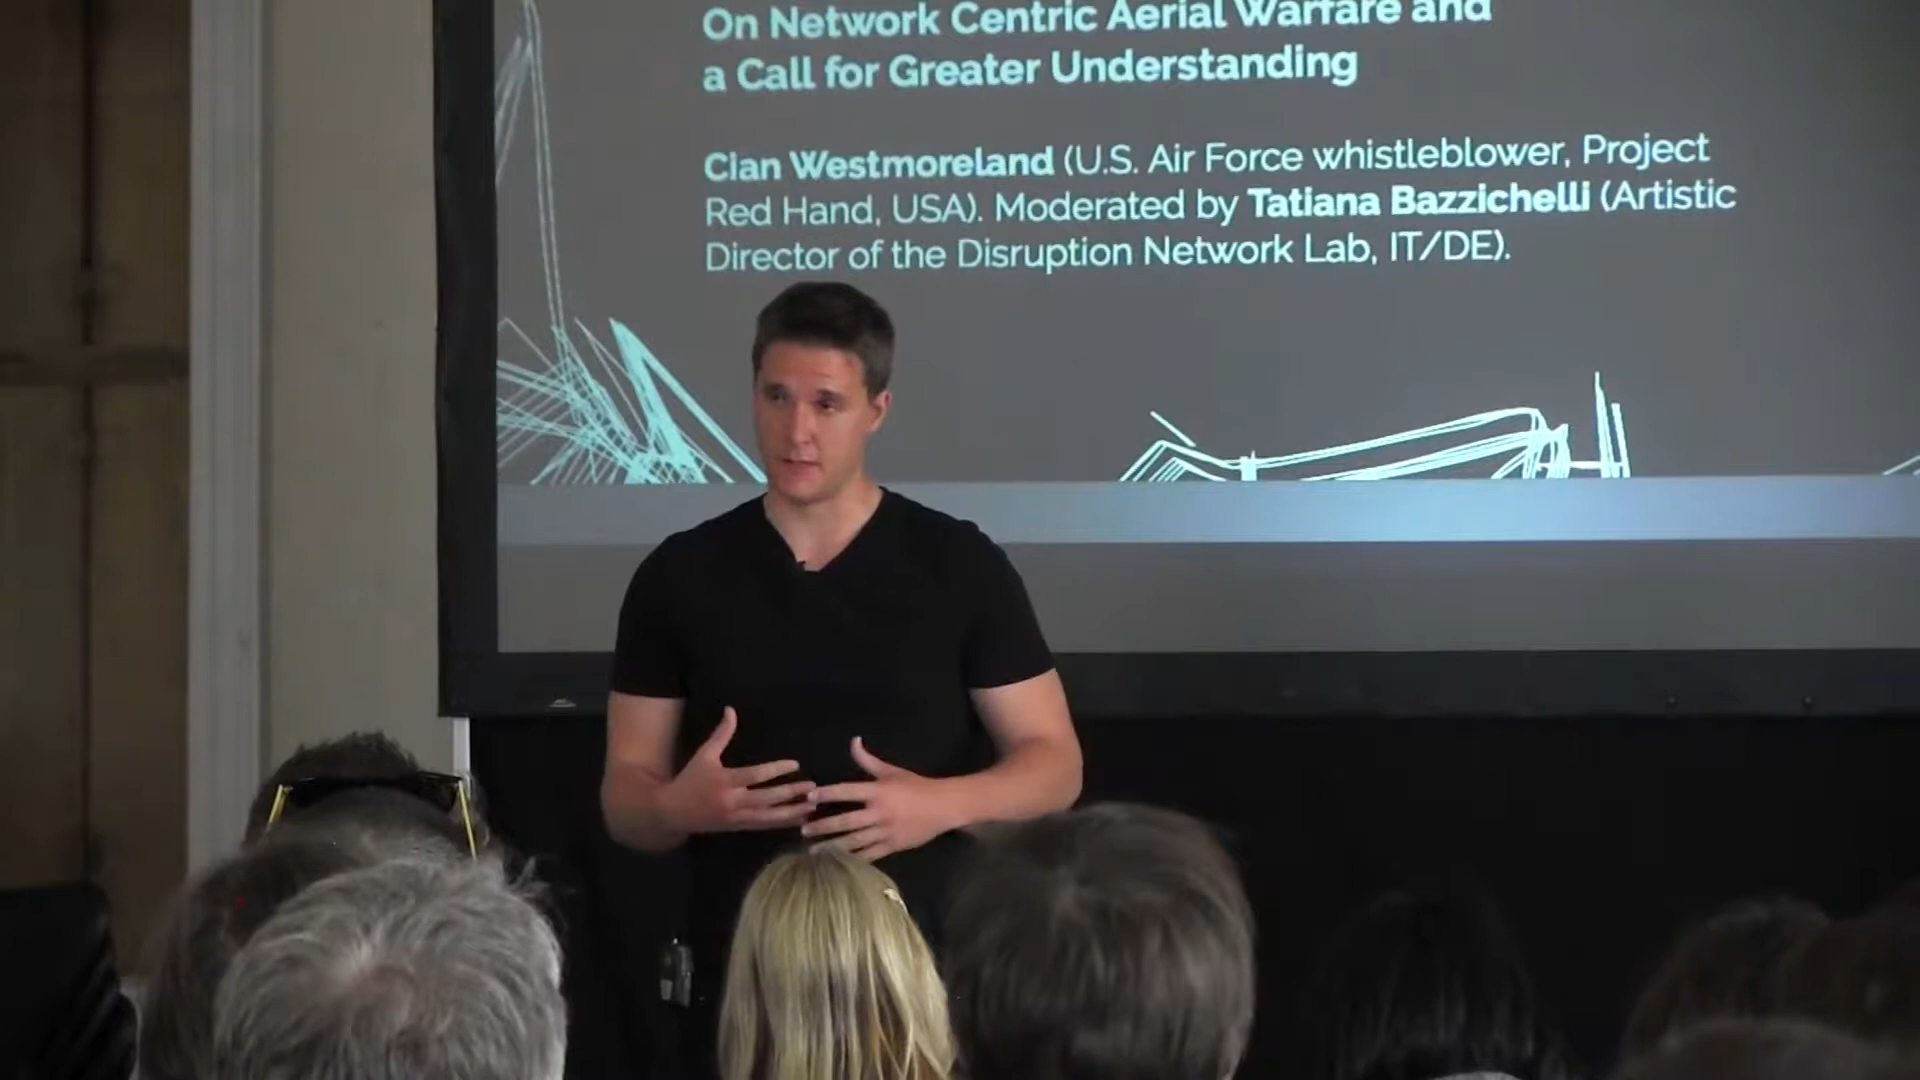 On Network Centric Aerial Warfare and
a Call for Greater Understanding
Cian Westmoreland (U.S. Air Force whistleblower, Project
Red Hand, USA). Moderated by Tatiana Bazzichelli (Artistic
Director of the Disruption Network Lab, IT/DE).